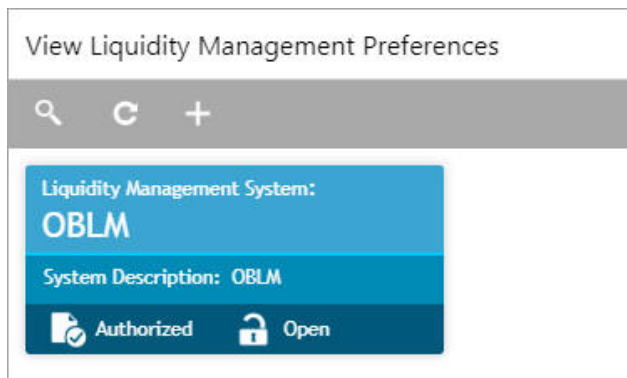 View Liquidity Management Preferences
Liquidity Management System:
OBLM
System Description: OBLM
Authorized Open